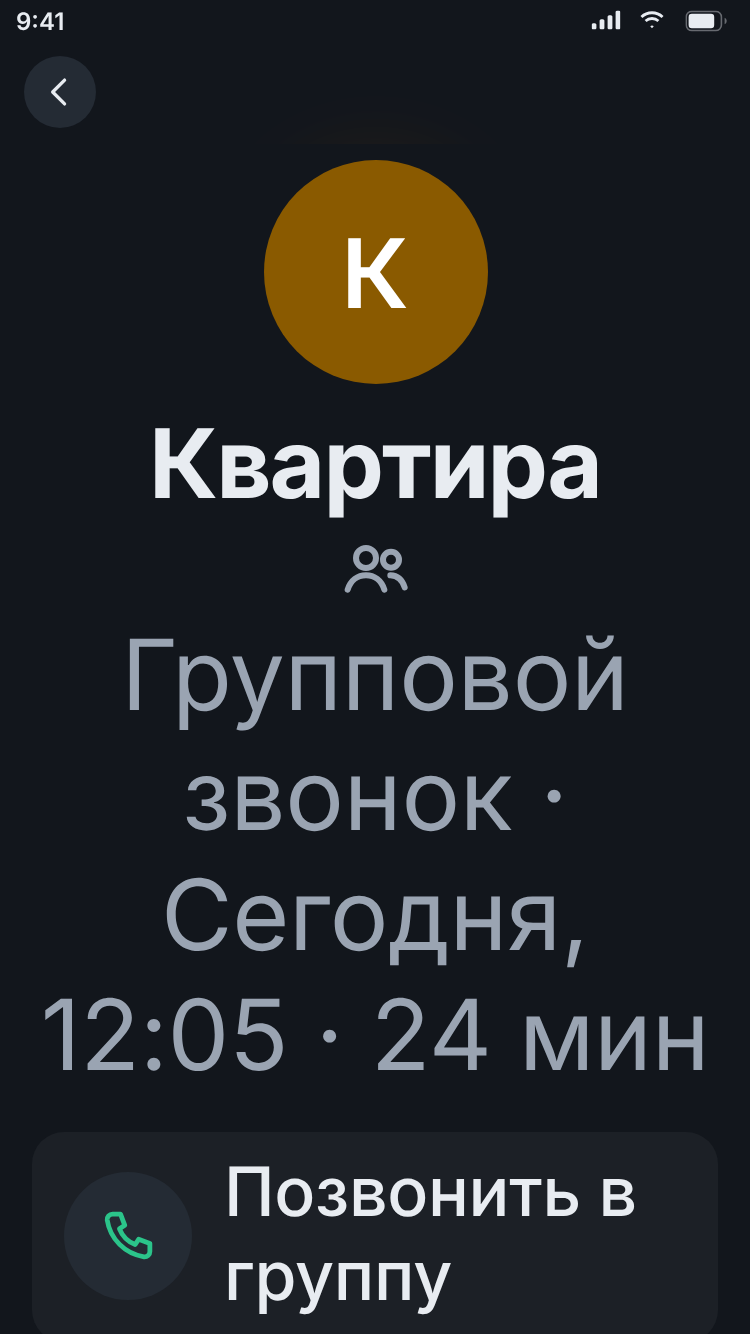 9:41
К
Квартира
Групповой
звонок ·
Сегодня,
12:05 · 24 мин
Позвонить в
группу